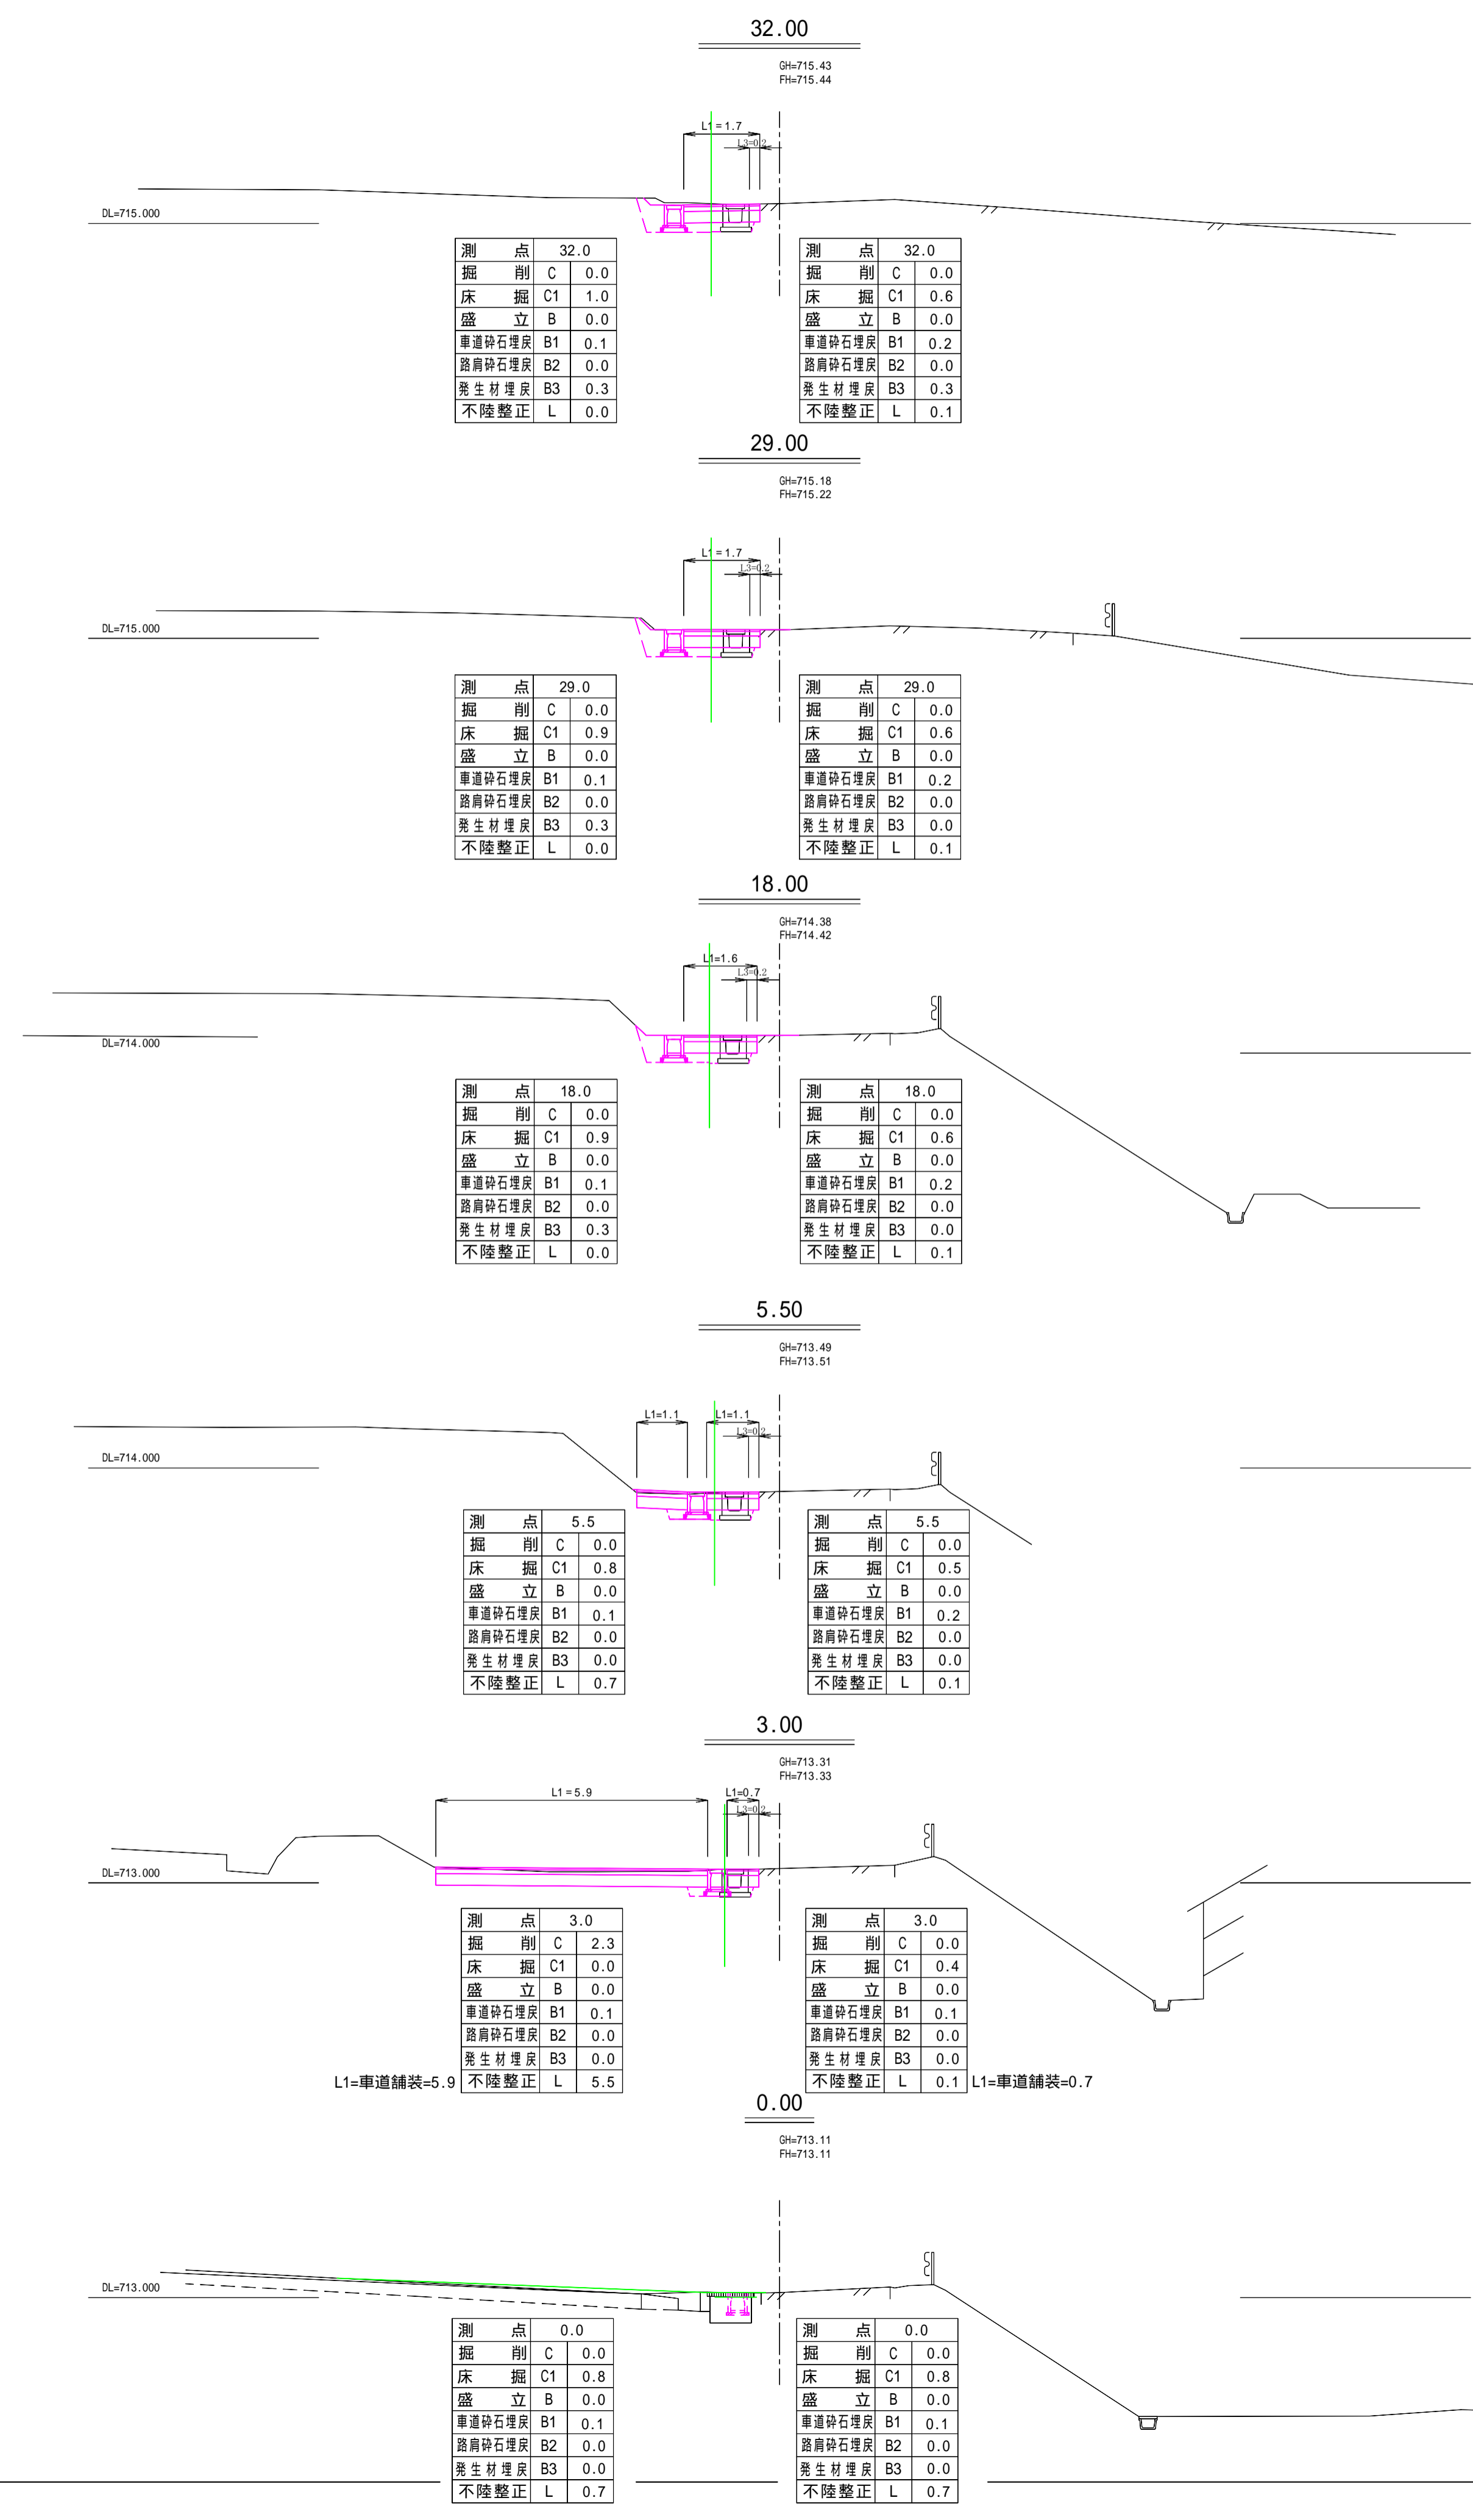 32.00
GH=715.43
FH=715.44
L1=1.7
L3=0.2
DL=715.000
測 点 32.0
掘 削 C 0.0
床 掘 C1 1.0
盛 立 B 0.0
車道砕石埋戻 B1 0.1
路肩砕石埋戻 B2 0.0
発生材埋戻 B3 0.3
不陸整正 L 0.0
測 点 32.0
掘 削 C 0.0
床 掘 C1 0.6
盛 立 B 0.0
車道砕石埋戻 B1 0.2
路肩砕石埋戻 B2 0.0
発生材埋戻 B3 0.3
不陸整正 L 0.1
29.00
GH=715.18
FH=715.22
L1=1.7
L3=0.2
DL=715.000
測 点 29.0
掘 削 C 0.0
床 掘 C1 0.9
盛 立 B 0.0
車道砕石埋戻 B1 0.1
路肩砕石埋戻 B2 0.0
発生材埋戻 B3 0.3
不陸整正 L 0.0
測 点 29.0
掘 削 C 0.0
床 掘 C1 0.6
盛 立 B 0.0
車道砕石埋戻 B1 0.2
路肩砕石埋戻 B2 0.0
発生材埋戻 B3 0.0
不陸整正 L 0.1
18.00
GH=714.38
FH=714.42
L1=1.6
L3=0.2
DL=714.000
測 点 18.0
掘 削 C 0.0
床 掘 C1 0.9
盛 立 B 0.0
車道砕石埋戻 B1 0.1
路肩砕石埋戻 B2 0.0
発生材埋戻 B3 0.3
不陸整正 L 0.0
測 点 18.0
掘 削 C 0.0
床 掘 C1 0.6
盛 立 B 0.0
車道砕石埋戻 B1 0.2
路肩砕石埋戻 B2 0.0
発生材埋戻 B3 0.0
不陸整正 L 0.1
5.50
GH=713.49
FH=713.51
L1=1.1 L1=1.1
L3=0.2
DL=714.000
測 点 5.5
掘 削 C 0.0
床 掘 C1 0.8
盛 立 B 0.0
車道砕石埋戻 B1 0.1
路肩砕石埋戻 B2 0.0
発生材埋戻 B3 0.0
不陸整正 L 0.7
測 点 5.5
掘 削 C 0.0
床 掘 C1 0.5
盛 立 B 0.0
車道砕石埋戻 B1 0.2
路肩砕石埋戻 B2 0.0
発生材埋戻 B3 0.0
不陸整正 L 0.1
3.00
GH=713.31
FH=713.33
L1=5.9 L1=0.7
L3=0.2
DL=713.000
測 点 3.0
掘 削 C 2.3
床 掘 C1 0.0
盛 立 B 0.0
車道砕石埋戻 B1 0.1
路肩砕石埋戻 B2 0.0
発生材埋戻 B3 0.0
L1=車道舗装=5.9 不陸整正 L 5.5
測 点 3.0
掘 削 C 0.0
床 掘 C1 0.4
盛 立 B 0.0
車道砕石埋戻 B1 0.1
路肩砕石埋戻 B2 0.0
発生材埋戻 B3 0.0
不陸整正 L 0.1 L1=車道舗装=0.7
0.00
GH=713.11
FH=713.11
DL=713.000
測 点 0.0
掘 削 C 0.0
床 掘 C1 0.8
盛 立 B 0.0
車道砕石埋戻 B1 0.1
路肩砕石埋戻 B2 0.0
発生材埋戻 B3 0.0
不陸整正 L 0.7
測 点 0.0
掘 削 C 0.0
床 掘 C1 0.8
盛 立 B 0.0
車道砕石埋戻 B1 0.1
路肩砕石埋戻 B2 0.0
発生材埋戻 B3 0.0
不陸整正 L 0.7